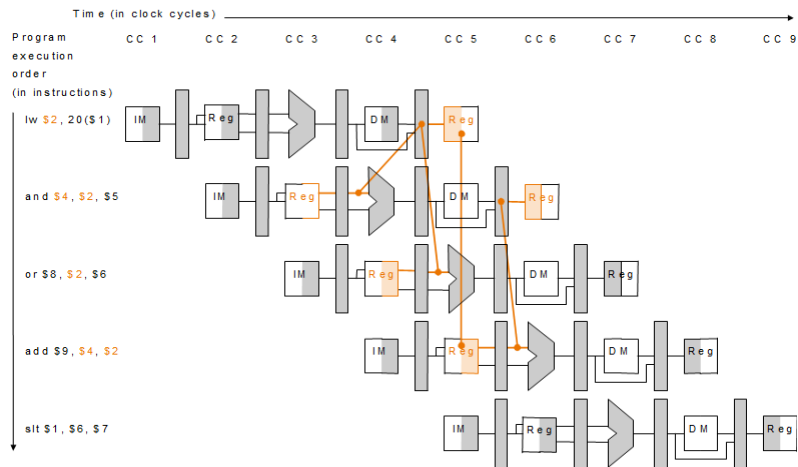 Time (in clock cycles)
Program execution order (in instructions)
CC 1 CC 2 CC 3 CC 4 CC 5 CC 6 CC 7 CC 8 CC 9
lw $2, 20($1) IM Reg DM Reg
and $4, $2, $5 IM Reg DM Reg
or $8, $2, $6 IM Reg DM Reg
add $9, $4, $2 IM Reg DM Reg
slt $1, $6, $7 IM Reg DM Reg